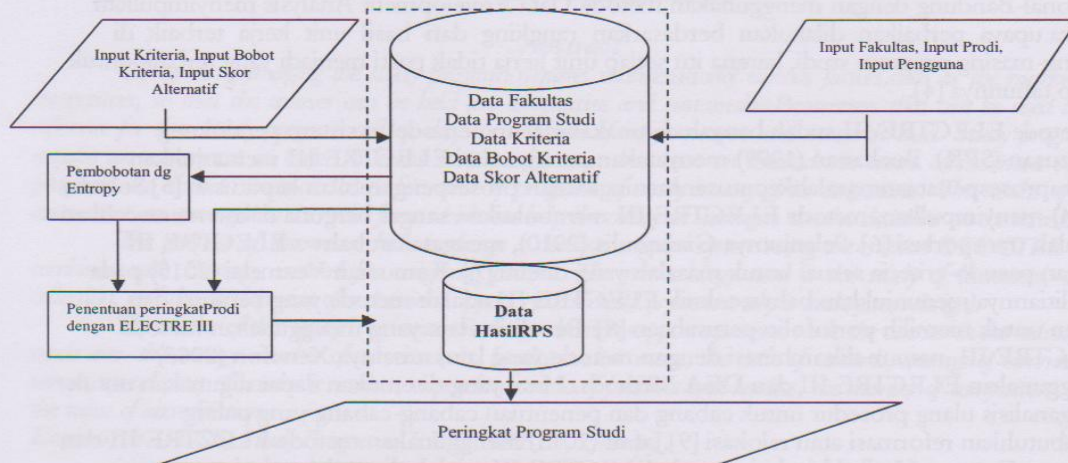 Input Kriteria, Input Bobot
Kriteria, Input Skor
Alternatif
Data Fakultas
Data Program Studi
Data Kriteria
Data Bobot Kriteria
Data Skor Alternatif
Input Fakultas, Input Prodi,
Input Pengguna
Pembobotan dg
Entropy
Penentuan peringkatProdi
dengan ELECTRE III
Data
HasilRPS
Peringkat Program Studi